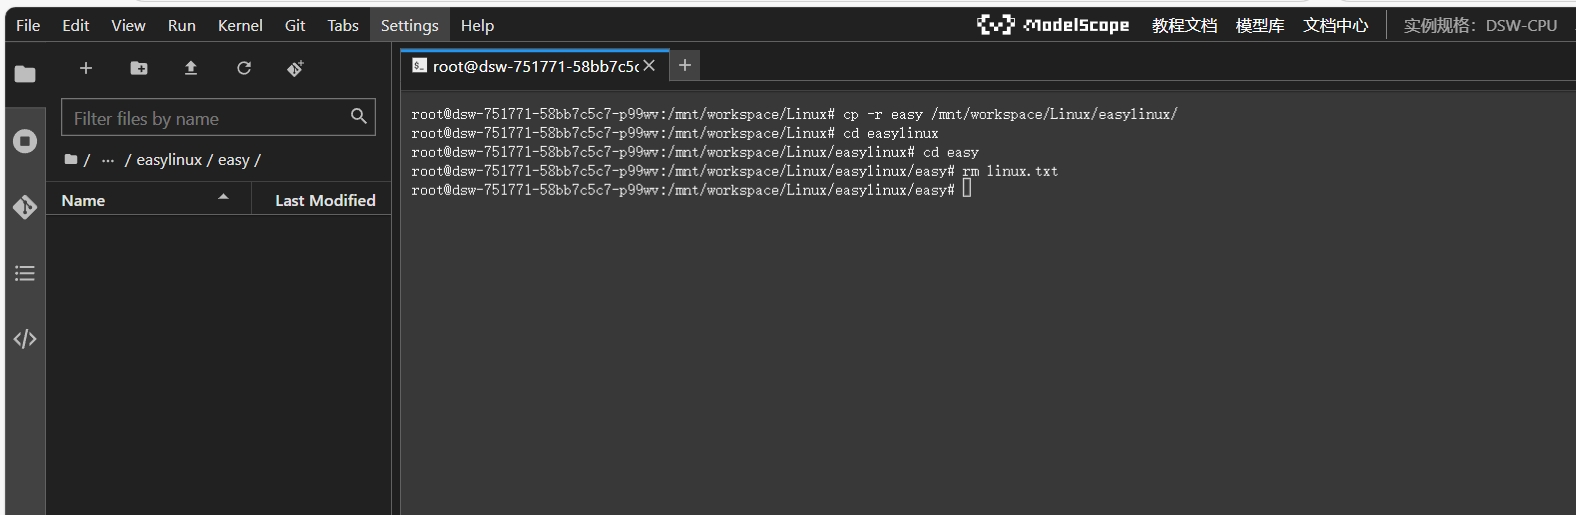 File Edit View Run Kernel Git Tabs Settings Help
ModelScope 教程文档 模型库 文档中心 实例规格：DSW-CPU
Filter files by name
/ ··· / easylinux / easy /
Name Last Modified
root@dsw-751771-58bb7c5c
root@dsw-751771-58bb7c5c7-p99wv:/mnt/workspace/Linux# cp -r easy /mnt/workspace/Linux/easylinux/
root@dsw-751771-58bb7c5c7-p99wv:/mnt/workspace/Linux# cd easylinux
root@dsw-751771-58bb7c5c7-p99wv:/mnt/workspace/Linux/easylinux# cd easy
root@dsw-751771-58bb7c5c7-p99wv:/mnt/workspace/Linux/easylinux/easy# rm linux.txt
root@dsw-751771-58bb7c5c7-p99wv:/mnt/workspace/Linux/easylinux/easy#